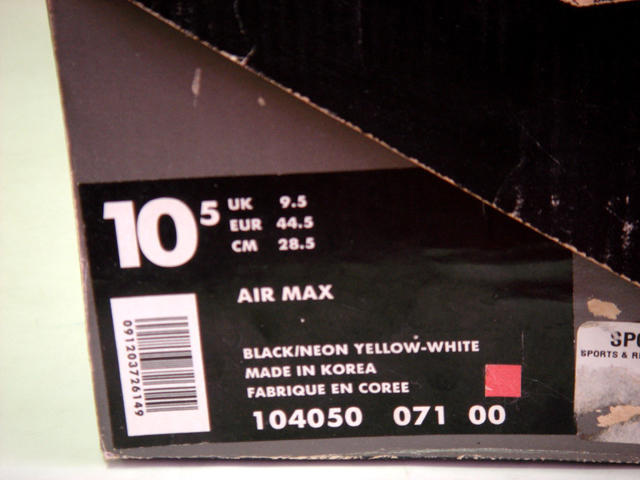 10 5
UK 9.5
EUR 44.5
CM 28.5
AIR MAX
091203726149
BLACK/NEON YELLOW-WHITE
MADE IN KOREA
FABRIQUE EN COREE
104050 071 00
SPO
SPORTS & R